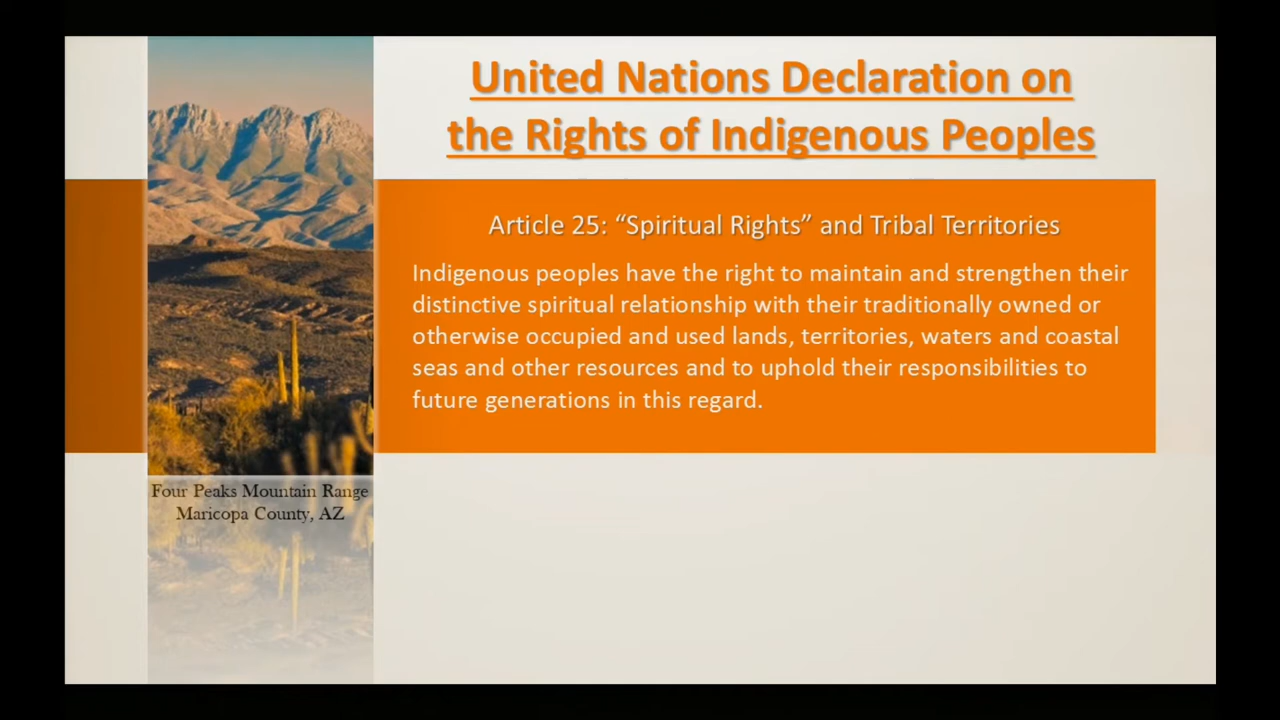 United Nations Declaration on
the Rights of Indigenous Peoples
Article 25: “Spiritual Rights” and Tribal Territories
Indigenous peoples have the right to maintain and strengthen their
distinctive spiritual relationship with their traditionally owned or
otherwise occupied and used lands, territories, waters and coastal
seas and other resources and to uphold their responsibilities to
future generations in this regard.
Four Peaks Mountain Range
Maricopa County, AZ